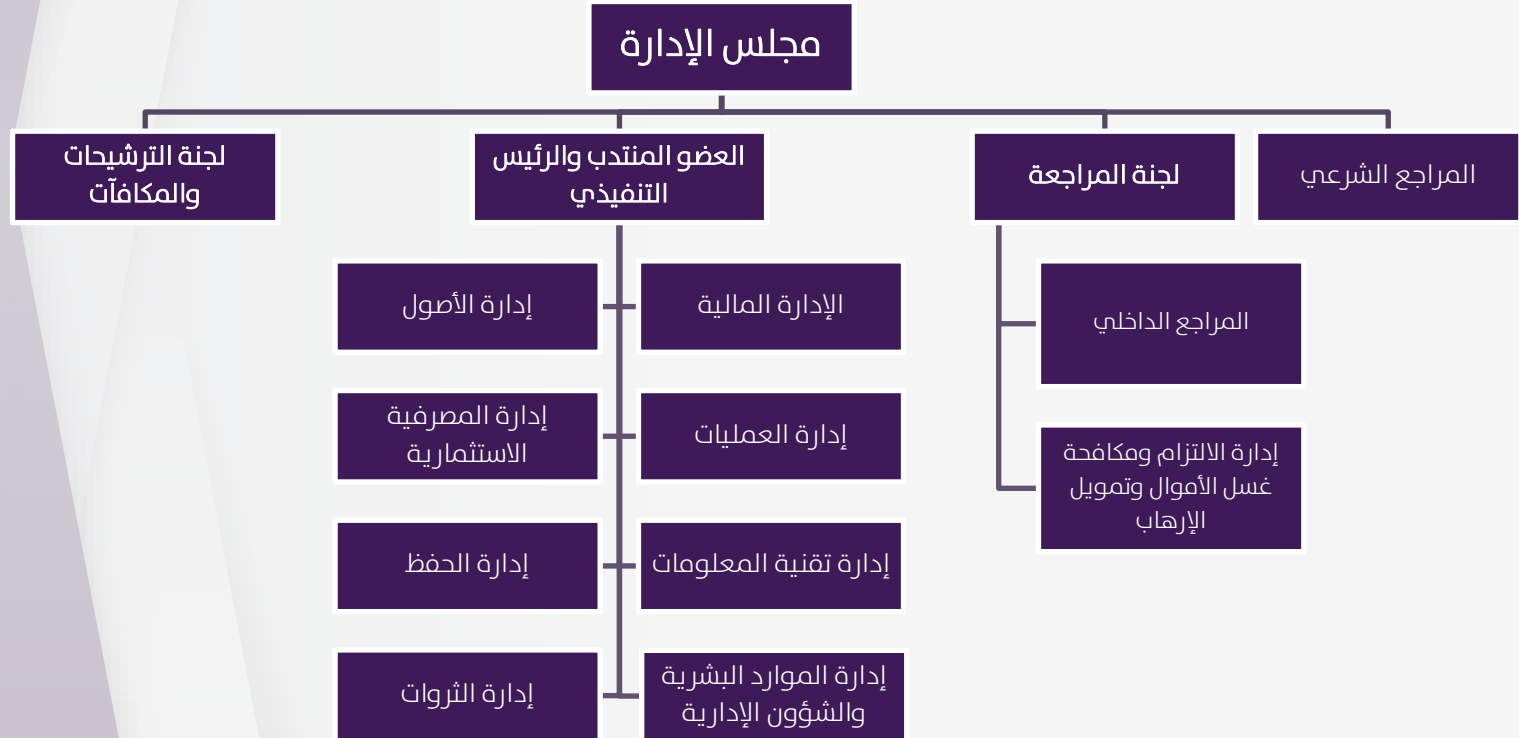 مجلس الإدارة
المراجع الشرعي
لجنة المراجعة
العضو المنتدب والرئيس
التنفيذي
لجنة الترشيحات
والمكافآت
المراجع الداخلي
إدارة الالتزام ومكافحة
غسل الأموال وتمويل
الإرهاب
الإدارة المالية
إدارة الأصول
إدارة العمليات
إدارة المصرفية
الاستثمارية
إدارة تقنية المعلومات
إدارة الحفظ
إدارة الموارد البشرية
والشؤون الإدارية
إدارة الثروات